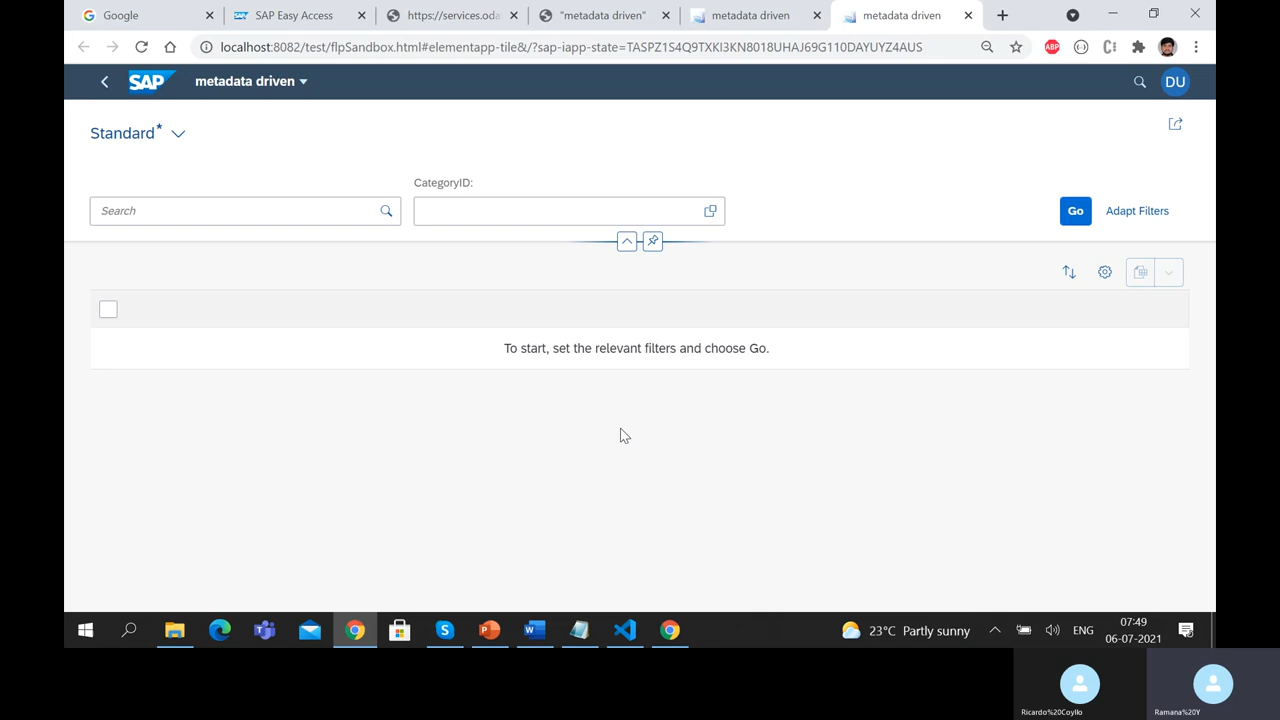 Google
SAP Easy Access
https://services.oda
"metadata driven"
metadata driven
metadata driven
localhost:8082/test/flpSandbox.html#elementapp-tile&/?sap-iapp-state=TASPZ1S4Q9TXKI3KN8018UHAJ69G110DAYUYZ4AUS
ABP
SAP
metadata driven
DU
Standard*
CategoryID:
Search
Go
Adapt Filters
To start, set the relevant filters and choose Go.
23°C Partly sunny
ENG
07:49
06-07-2021
Ricardo%20Coyllo
Ramana%20Y